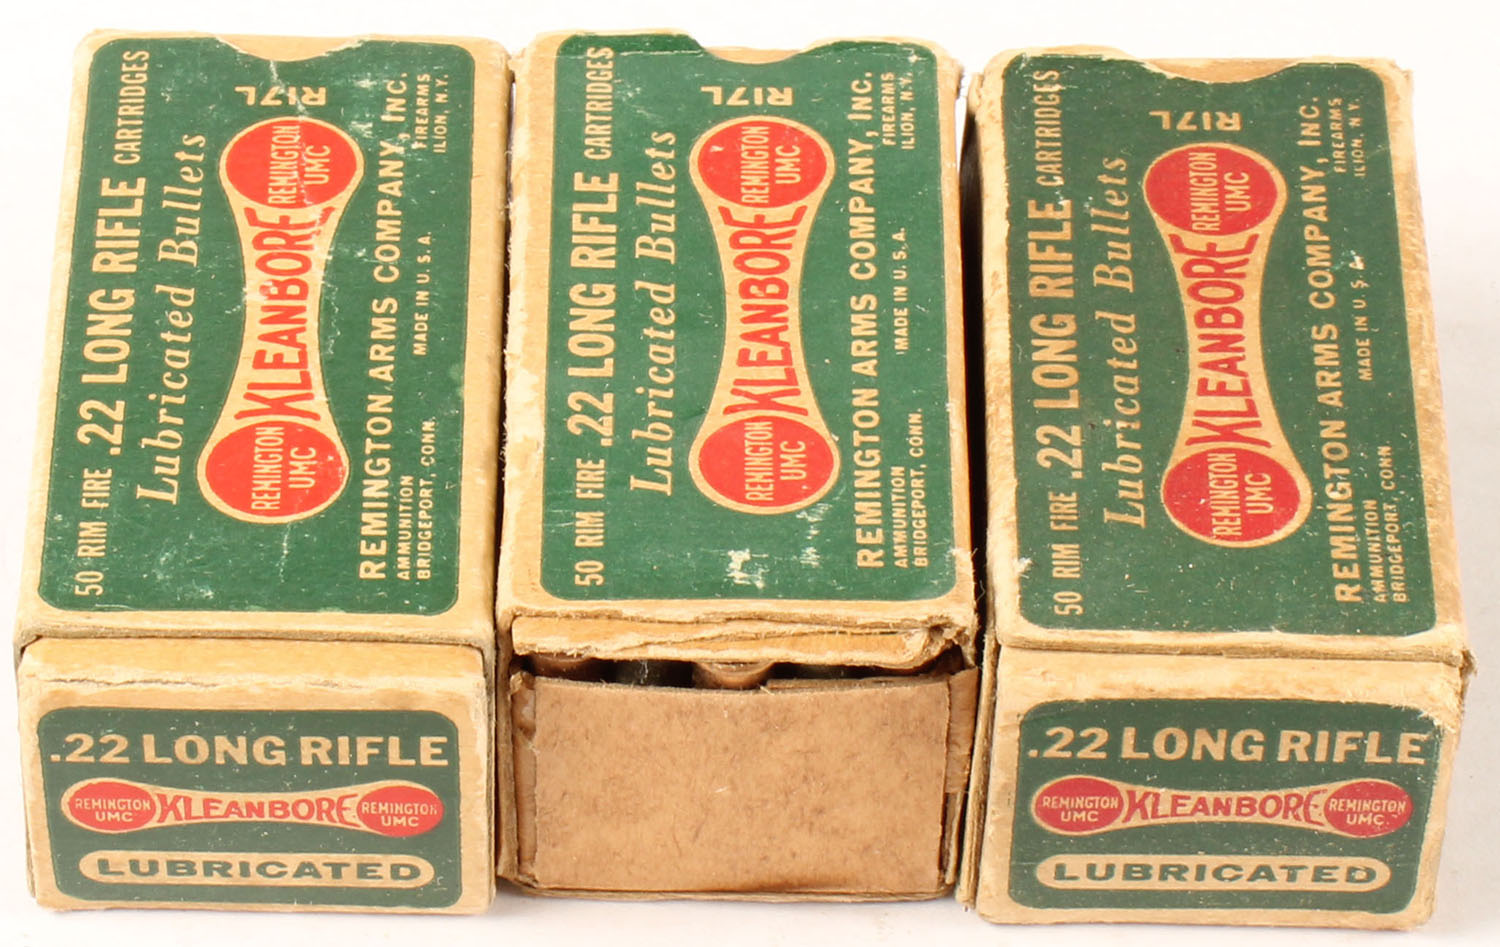 R17L
50 RIM FIRE .22 LONG RIFLE CARTRIDGES
Lubricated Bullets
REMINGTON
UMC
KLEANBORE
REMINGTON
UMC
REMINGTON ARMS COMPANY, INC.
AMMUNITION
BRIDGEPORT, CONN.
MADE IN U.S.A.
FIREARMS
ILION, N.Y.
.22 LONG RIFLE
REMINGTON
UMC
KLEANBORE
REMINGTON
UMC
LUBRICATED
R17L
50 RIM FIRE .22 LONG RIFLE CARTRIDGES
Lubricated Bullets
REMINGTON
UMC
KLEANBORE
REMINGTON
UMC
REMINGTON ARMS COMPANY, INC.
AMMUNITION
BRIDGEPORT, CONN.
MADE IN U.S.A.
FIREARMS
ILION, N.Y.
R17L
50 RIM FIRE .22 LONG RIFLE CARTRIDGES
Lubricated Bullets
REMINGTON
UMC
KLEANBORE
REMINGTON
UMC
REMINGTON ARMS COMPANY, INC.
AMMUNITION
BRIDGEPORT, CONN.
MADE IN U.S.A.
FIREARMS
ILION, N.Y.
.22 LONG RIFLE
REMINGTON
UMC
KLEANBORE
REMINGTON
UMC
LUBRICATED